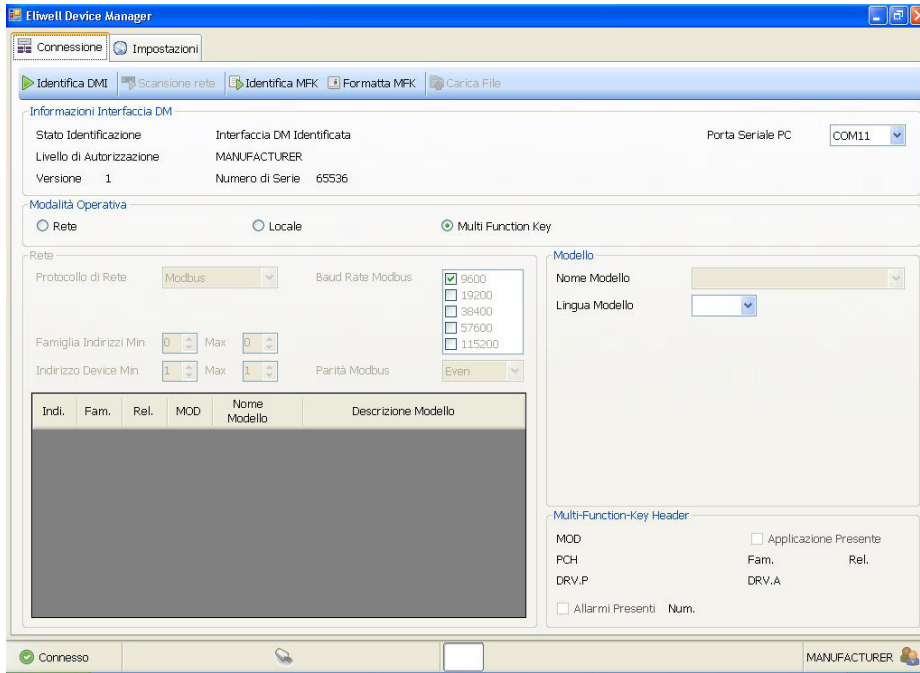 Eliwell Device Manager
Connessione Impostazioni
Identifica DMI Scansione rete Identifica MFK Formatta MFK Carica File
Informazioni Interfaccia DM
Stato Identificazione Interfaccia DM Identificata Porta Seriale PC COM11
Livello di Autorizzazione MANUFACTURER
Versione 1 Numero di Serie 65536
Modalità Operativa
Rete Locale Multi Function Key
Rete
Protocollo di Rete Modbus Baud Rate Modbus 9600
19200
38400
57600
115200
Famiglia Indirizzi Min 0 Max 0
Indirizzo Device Min 1 Max 1 Parità Modbus Even
Indi. Fam. Rel. MOD Nome Modello Descrizione Modello
Modello
Nome Modello
Lingua Modello
Multi-Function-Key Header
MOD Applicazione Presente
PCH Fam. Rel.
DRV.P DRV.A
Allarmi Presenti Num.
Connesso MANUFACTURER